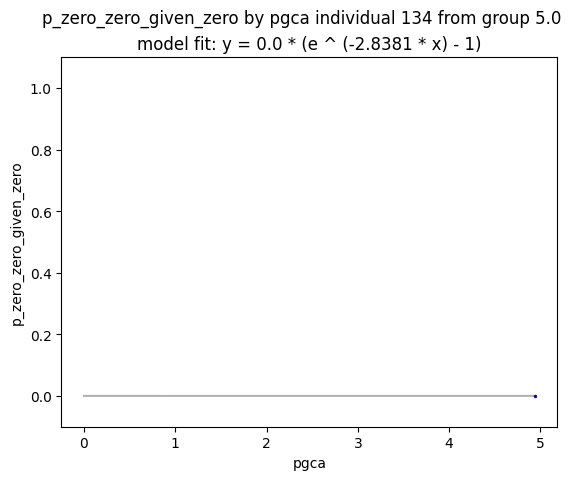 p_zero_zero_given_zero by pgca individual 134 from group 5.0
model fit: y = 0.0 * (e ^ (-2.8381 * x) - 1)
1.0
0.8
0.6
0.4
0.2
0.0
p_zero_zero_given_zero
0 1 2 3 4 5
pgca